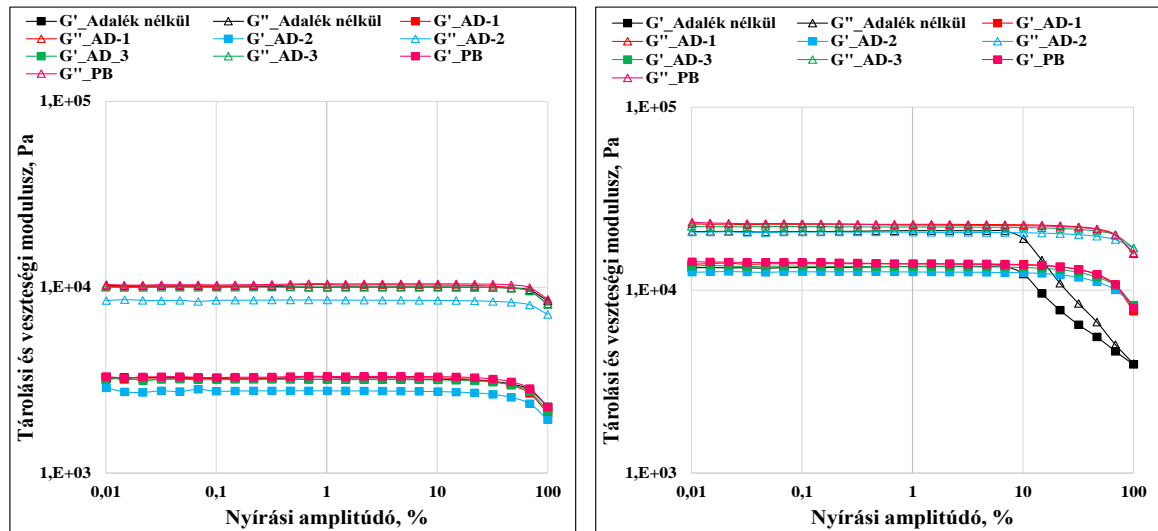 G'_Adalék nélkül G''_Adalék nélkül G'_AD-1
G''_AD-1 G'_AD-2 G''_AD-2
G'_AD_3 G''_AD-3 G'_PB
G''_PB
Tárolási és veszteségi modulusz, Pa
1,E+05
1,E+04
1,E+03
0,01 0,1 1 10 100
Nyírási amplitúdó, %
G'_Adalék nélkül G''_Adalék nélkül G'_AD-1
G''_AD-1 G'_AD-2 G''_AD-2
G'_AD-3 G''_AD-3 G'_PB
G''_PB
Tárolási és veszteségi modulusz, Pa
1,E+05
1,E+04
1,E+03
0,01 0,1 1 10 100
Nyírási amplitúdó, %